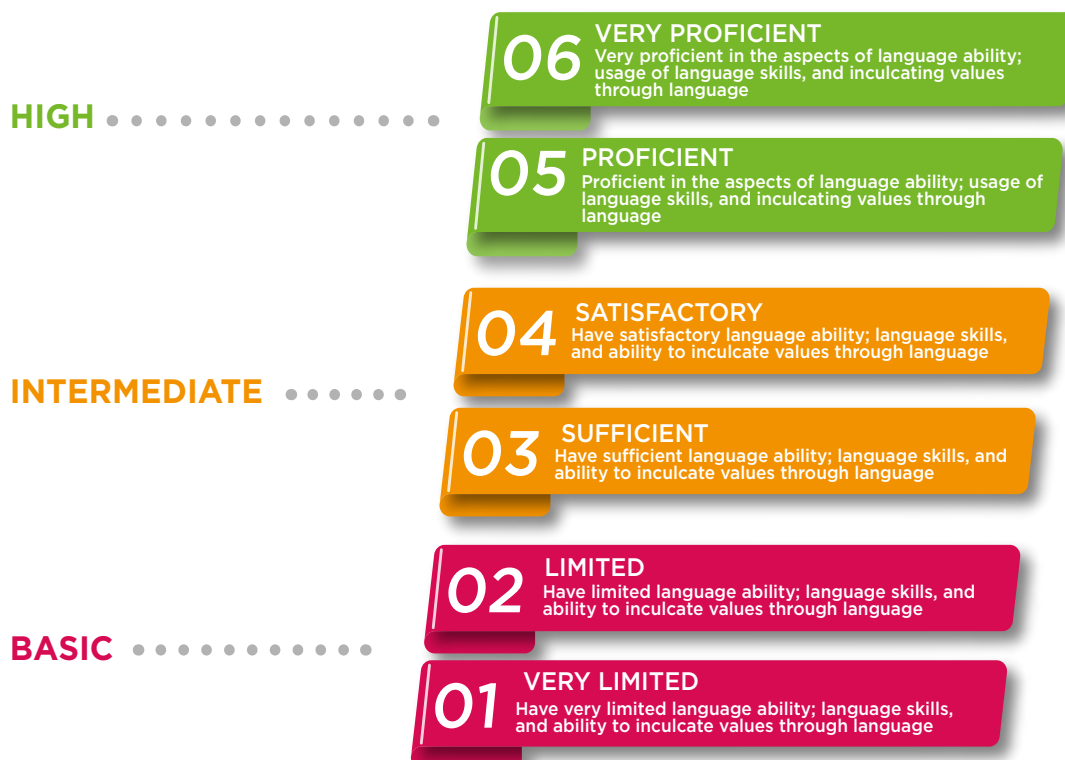 HIGH
06
VERY PROFICIENT
Very proficient in the aspects of language ability;
usage of language skills, and inculcating values
through language
05
PROFICIENT
Proficient in the aspects of language ability; usage of
language skills, and inculcating values through
language
INTERMEDIATE
04
SATISFACTORY
Have satisfactory language ability; language skills,
and ability to inculcate values through language
03
SUFFICIENT
Have sufficient language ability; language skills, and
ability to inculcate values through language
BASIC
02
LIMITED
Have limited language ability; language skills, and
ability to inculcate values through language
01
VERY LIMITED
Have very limited language ability; language skills,
and ability to inculcate values through language